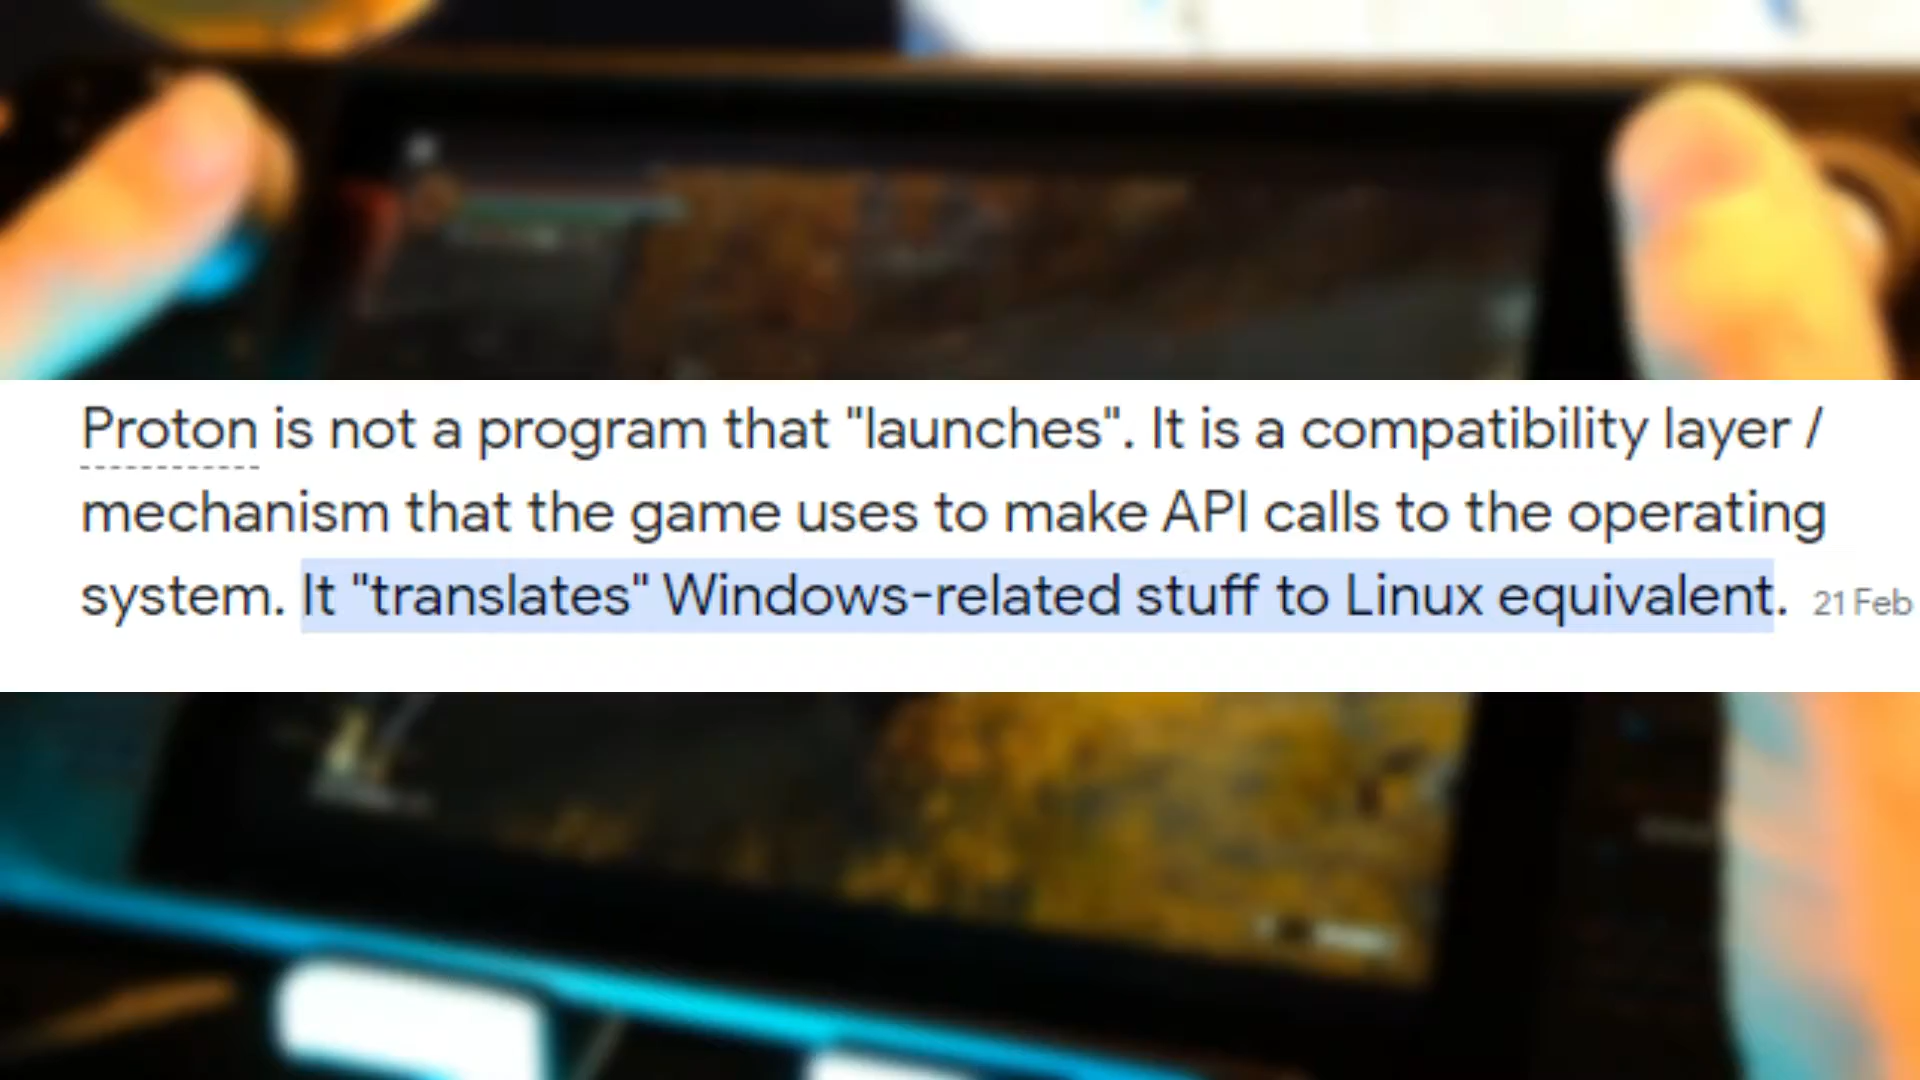 Proton is not a program that "launches". It is a compatibility layer /
mechanism that the game uses to make API calls to the operating
system. It "translates" Windows-related stuff to Linux equivalent. 21 Feb